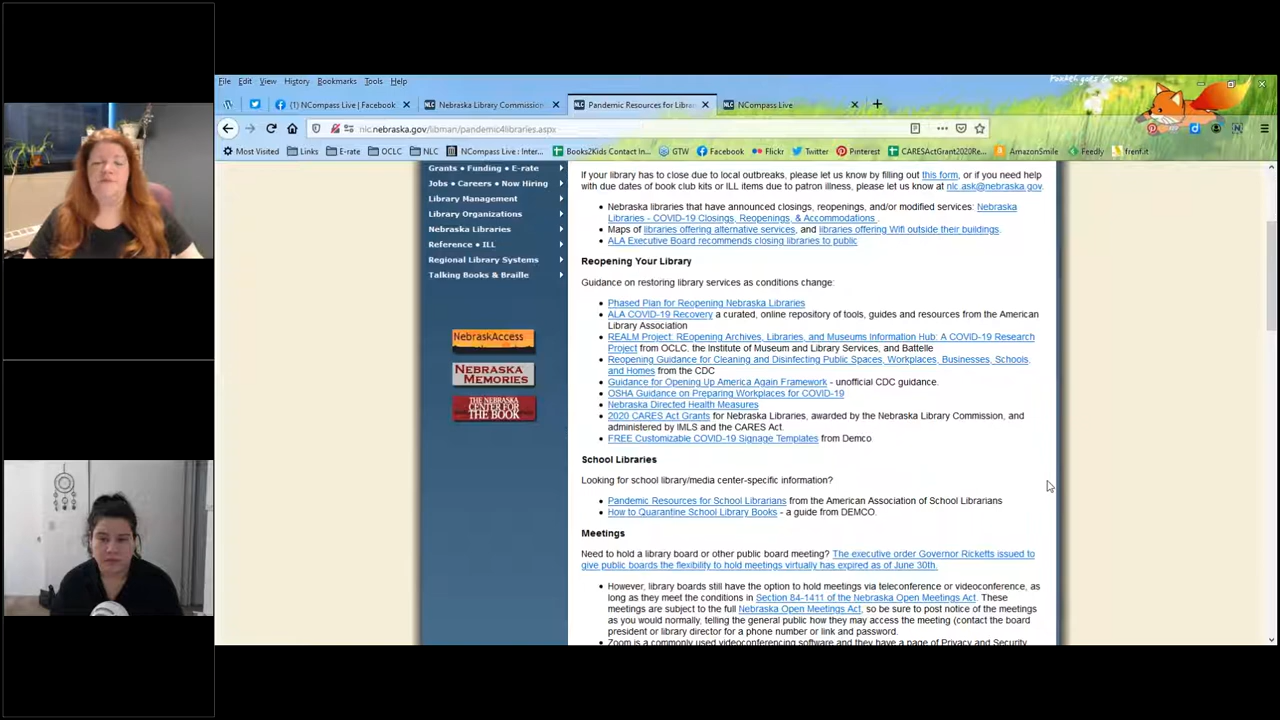 Foxkeh goes Green
File Edit View History Bookmarks Tools Help
(1) NCompass Live | Facebook
Nebraska Library Commission
Pandemic Resources for Librar
NCompass Live
nlc.nebraska.gov/libman/pandemic4libraries.aspx
Most Visited Links E-rate OCLC NLC NCompass Live : Inter... Books2Kids Contact In... GTW Facebook Flickr Twitter Pinterest CARESActGrant2020Re... AmazonSmile Feedly frenf.it
Grants • Funding • E-rate
Jobs • Careers • Now Hiring
Library Management
Library Organizations
Nebraska Libraries
Reference • ILL
Regional Library Systems
Talking Books & Braille
NebraskAccess
NEBRASKA
MEMORIES
THE NEBRASKA
CENTER FOR
THE BOOK
If your library has to close due to local outbreaks, please let us know by filling out this form, or if you need help
with due dates of book club kits or ILL items due to patron illness, please let us know at nlc.ask@nebraska.gov.
• Nebraska libraries that have announced closings, reopenings, and/or modified services: Nebraska
Libraries - COVID-19 Closings, Reopenings, & Accommodations .
• Maps of libraries offering alternative services, and libraries offering Wifi outside their buildings.
• ALA Executive Board recommends closing libraries to public
Reopening Your Library
Guidance on restoring library services as conditions change:
• Phased Plan for Reopening Nebraska Libraries
• ALA COVID-19 Recovery a curated, online repository of tools, guides and resources from the American
Library Association
• REALM Project: REopening Archives, Libraries, and Museums Information Hub: A COVID-19 Research
Project from OCLC, the Institute of Museum and Library Services, and Battelle
• Reopening Guidance for Cleaning and Disinfecting Public Spaces, Workplaces, Businesses, Schools,
and Homes from the CDC
• Guidance for Opening Up America Again Framework - unofficial CDC guidance.
• OSHA Guidance on Preparing Workplaces for COVID-19
• Nebraska Directed Health Measures
• 2020 CARES Act Grants for Nebraska Libraries, awarded by the Nebraska Library Commission, and
administered by IMLS and the CARES Act.
• FREE Customizable COVID-19 Signage Templates from Demco
School Libraries
Looking for school library/media center-specific information?
• Pandemic Resources for School Librarians from the American Association of School Librarians
• How to Quarantine School Library Books - a guide from DEMCO.
Meetings
Need to hold a library board or other public board meeting? The executive order Governor Ricketts issued to
give public boards the flexibility to hold meetings virtually has expired as of June 30th.
• However, library boards still have the option to hold meetings via teleconference or videoconference, as
long as they meet the conditions in Section 84-1411 of the Nebraska Open Meetings Act. These
meetings are subject to the full Nebraska Open Meetings Act, so be sure to post notice of the meetings
as you would normally, telling the general public how they may access the meeting (contact the board
president or library director for a phone number or link and password.
• Zoom is a commonly used videoconferencing software and they have a page of Privacy and Security